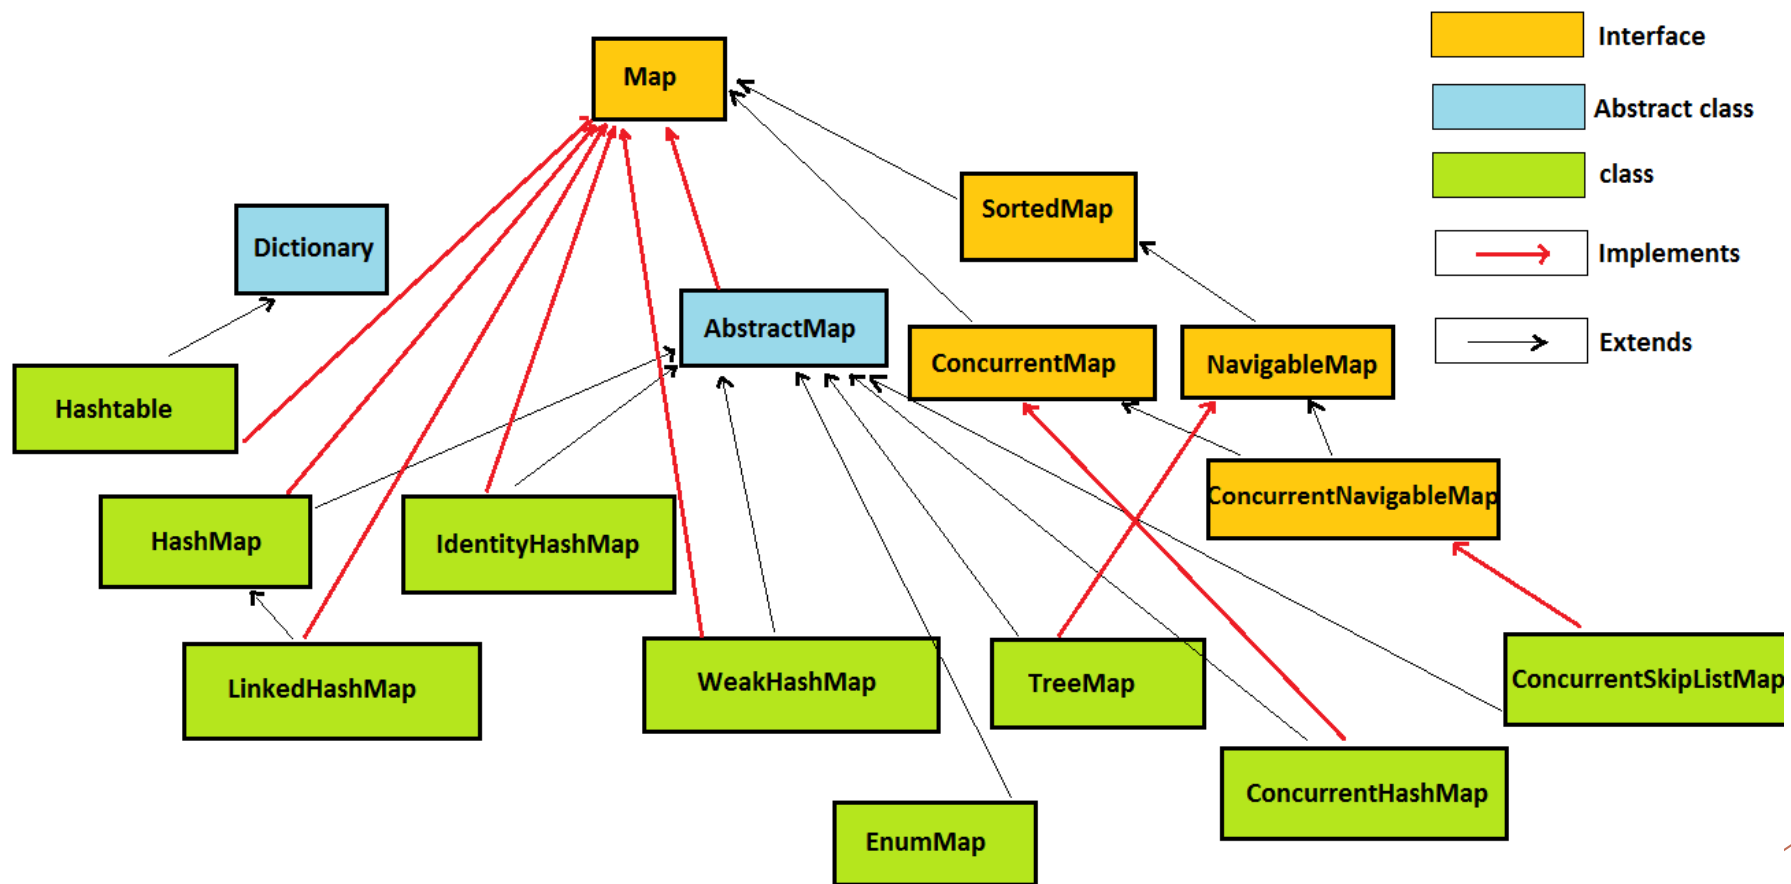 Map
Interface
Abstract class
class
SortedMap
Dictionary
Implements
AbstractMap
Extends
ConcurrentMap
NavigableMap
Hashtable
ConcurrentNavigableMap
HashMap
IdentityHashMap
LinkedHashMap
WeakHashMap
TreeMap
ConcurrentSkipListMap
ConcurrentHashMap
EnumMap